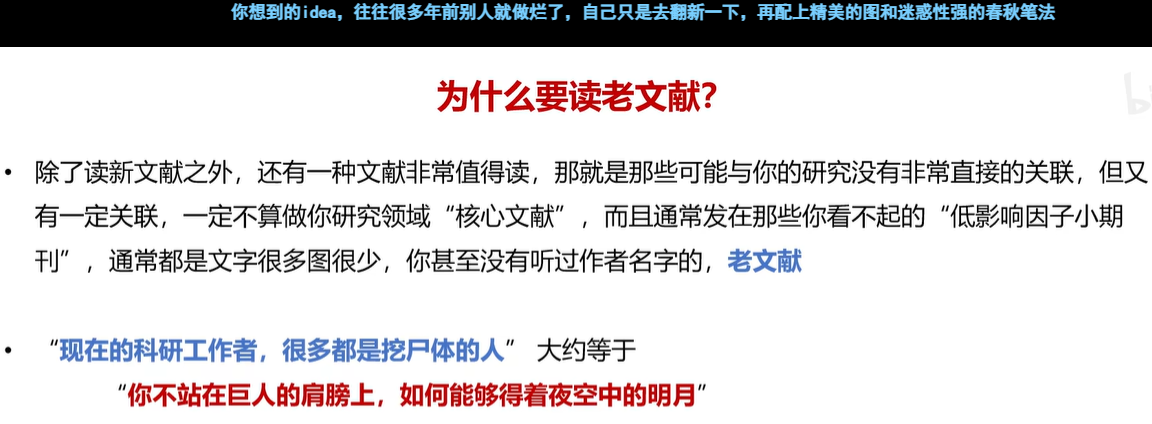 你想到的idea，往往很多年前别人就做烂了，自己只是去翻新一下，再配上精美的图和迷惑性强的春秋笔法
为什么要读老文献？
• 除了读新文献之外，还有一种文献非常值得读，那就是那些可能与你的研究没有非常直接的关联，但又
有一定关联，一定不算做你研究领域“核心文献”，而且通常发在那些你看不起的“低影响因子小期
刊”，通常都是文字很多图很少，你甚至没有听过作者名字的，老文献
• “现在的科研工作者，很多都是挖尸体的人” 大约等于
“你不站在巨人的肩膀上，如何能够得着夜空中的明月”